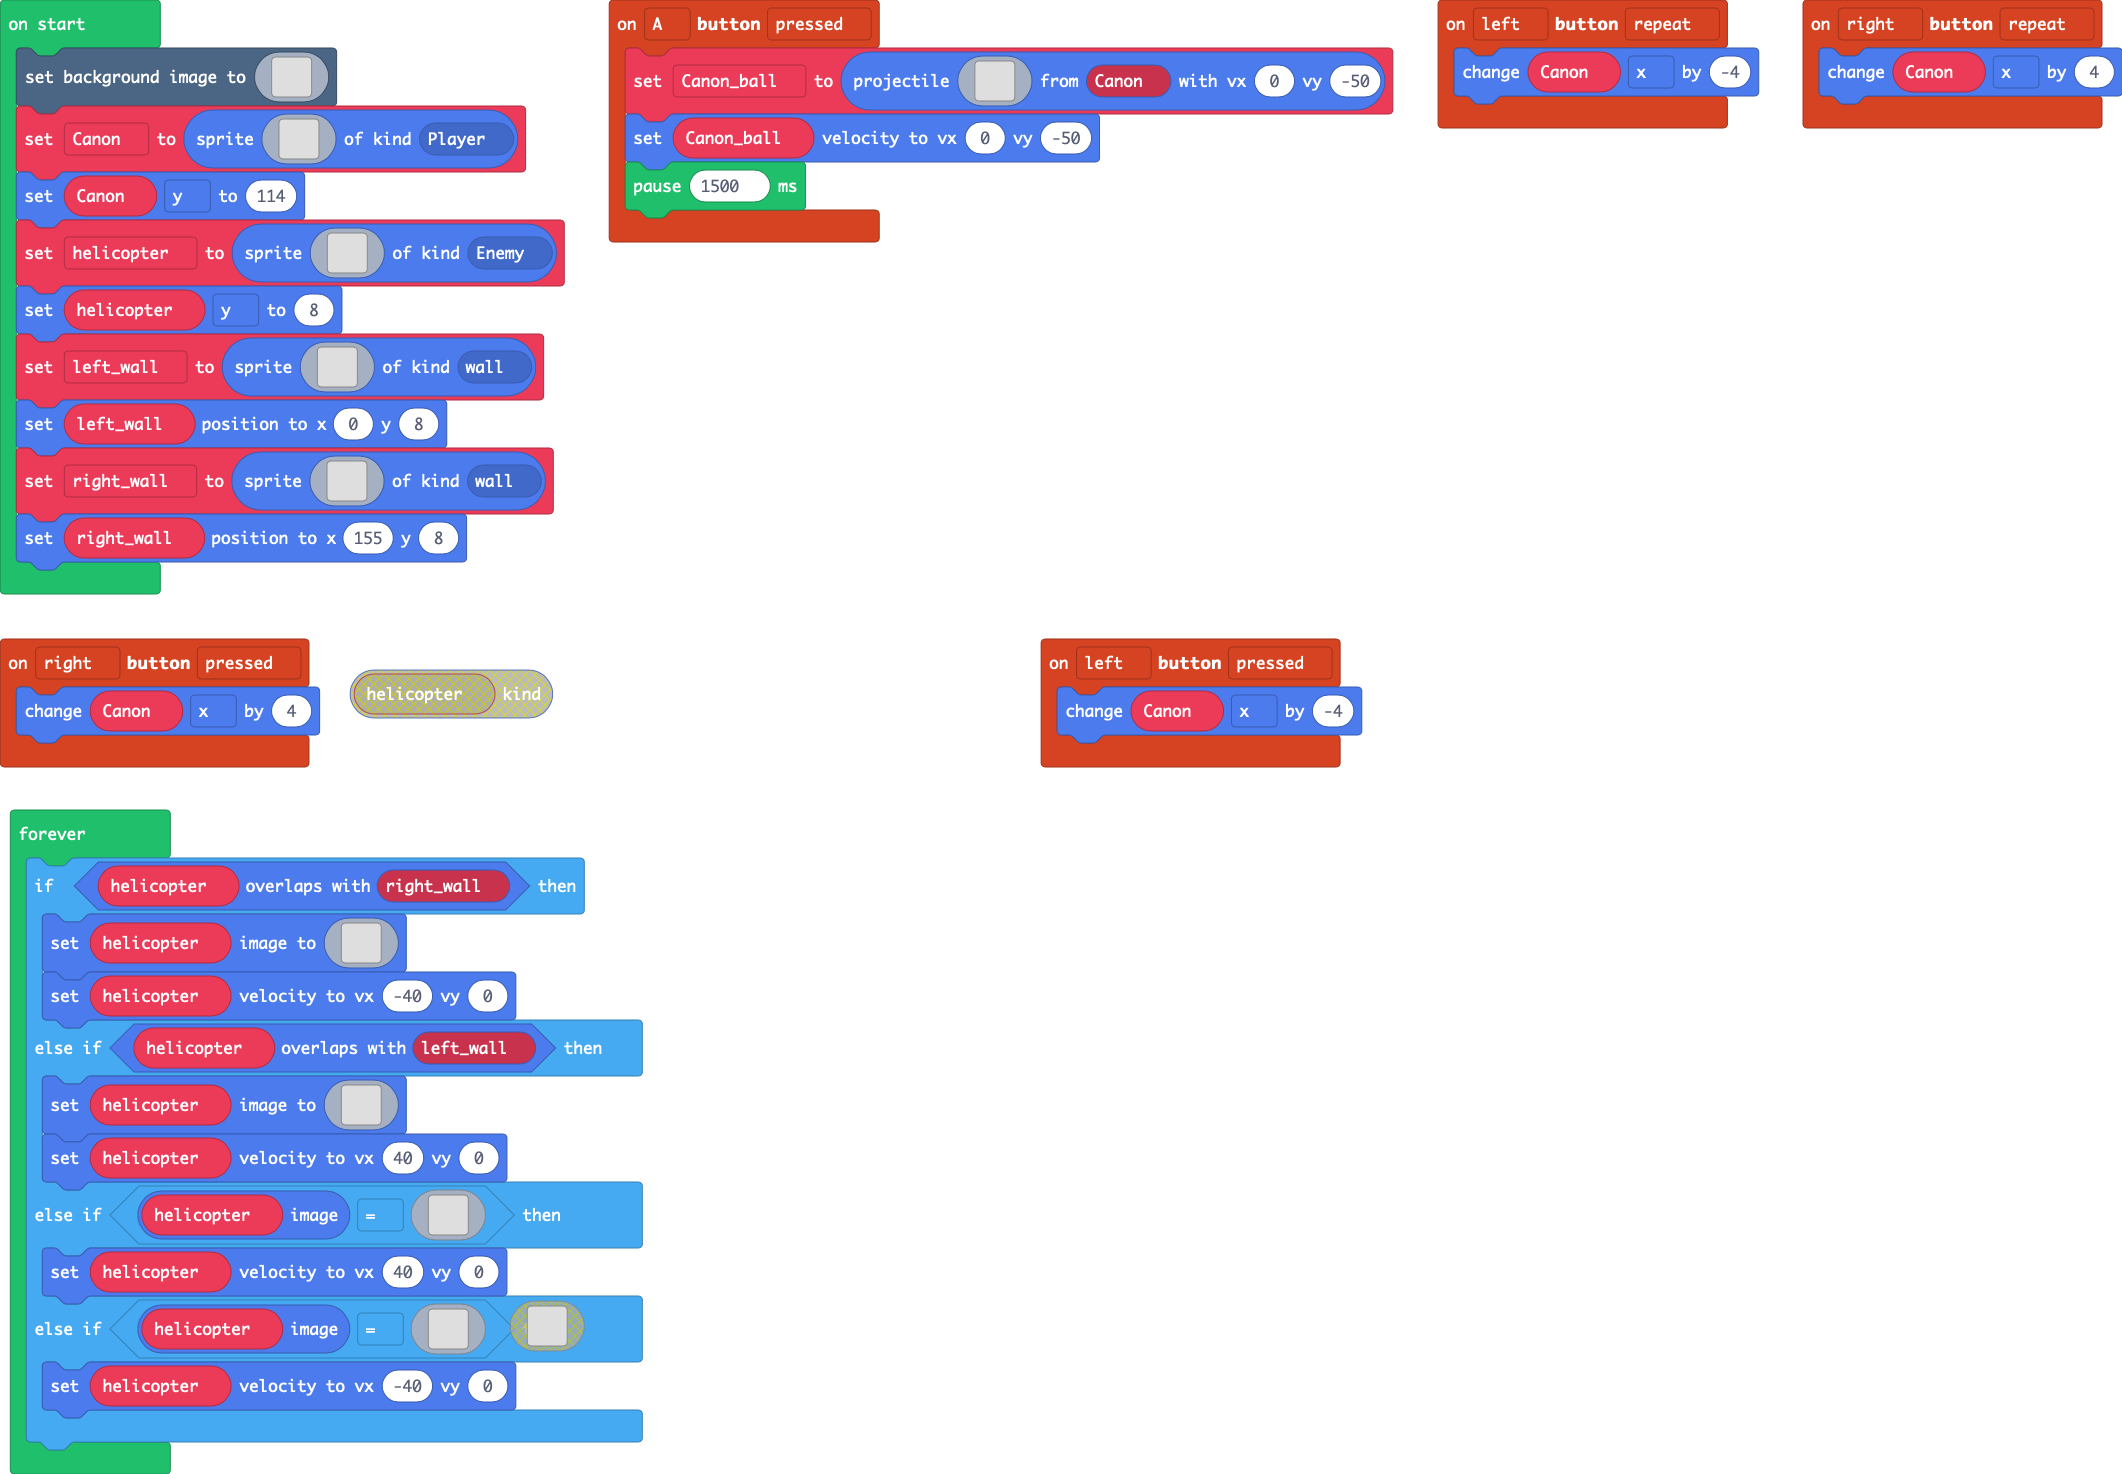 on start
set background image to
set Canon to sprite of kind Player
set Canon y to 114
set helicopter to sprite of kind Enemy
set helicopter y to 8
set left_wall to sprite of kind wall
set left_wall position to x 0 y 8
set right_wall to sprite of kind wall
set right_wall position to x 155 y 8
on A button pressed
set Canon_ball to projectile from Canon with vx 0 vy -50
set Canon_ball velocity to vx 0 vy -50
pause 1500 ms
on left button repeat
change Canon x by -4
on right button repeat
change Canon x by 4
on right button pressed
change Canon x by 4
helicopter kind
on left button pressed
change Canon x by -4
forever
if helicopter overlaps with right_wall then
set helicopter image to
set helicopter velocity to vx -40 vy 0
else if helicopter overlaps with left_wall then
set helicopter image to
set helicopter velocity to vx 40 vy 0
else if helicopter image = then
set helicopter velocity to vx 40 vy 0
else if helicopter image =
set helicopter velocity to vx -40 vy 0